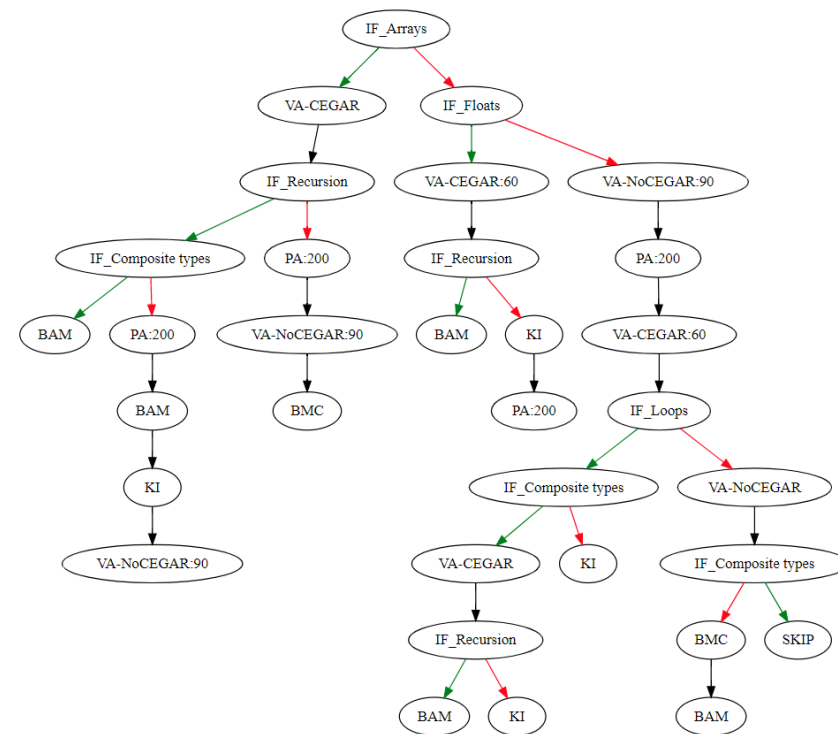 IF_Arrays
VA-CEGAR
IF_Floats
IF_Recursion
VA-CEGAR:60
VA-NoCEGAR:90
IF_Composite types
PA:200
IF_Recursion
PA:200
BAM
PA:200
VA-NoCEGAR:90
BAM
KI
VA-CEGAR:60
BAM
BMC
PA:200
IF_Loops
KI
IF_Composite types
VA-NoCEGAR
VA-NoCEGAR:90
VA-CEGAR
KI
IF_Composite types
IF_Recursion
BMC
SKIP
BAM
KI
BAM